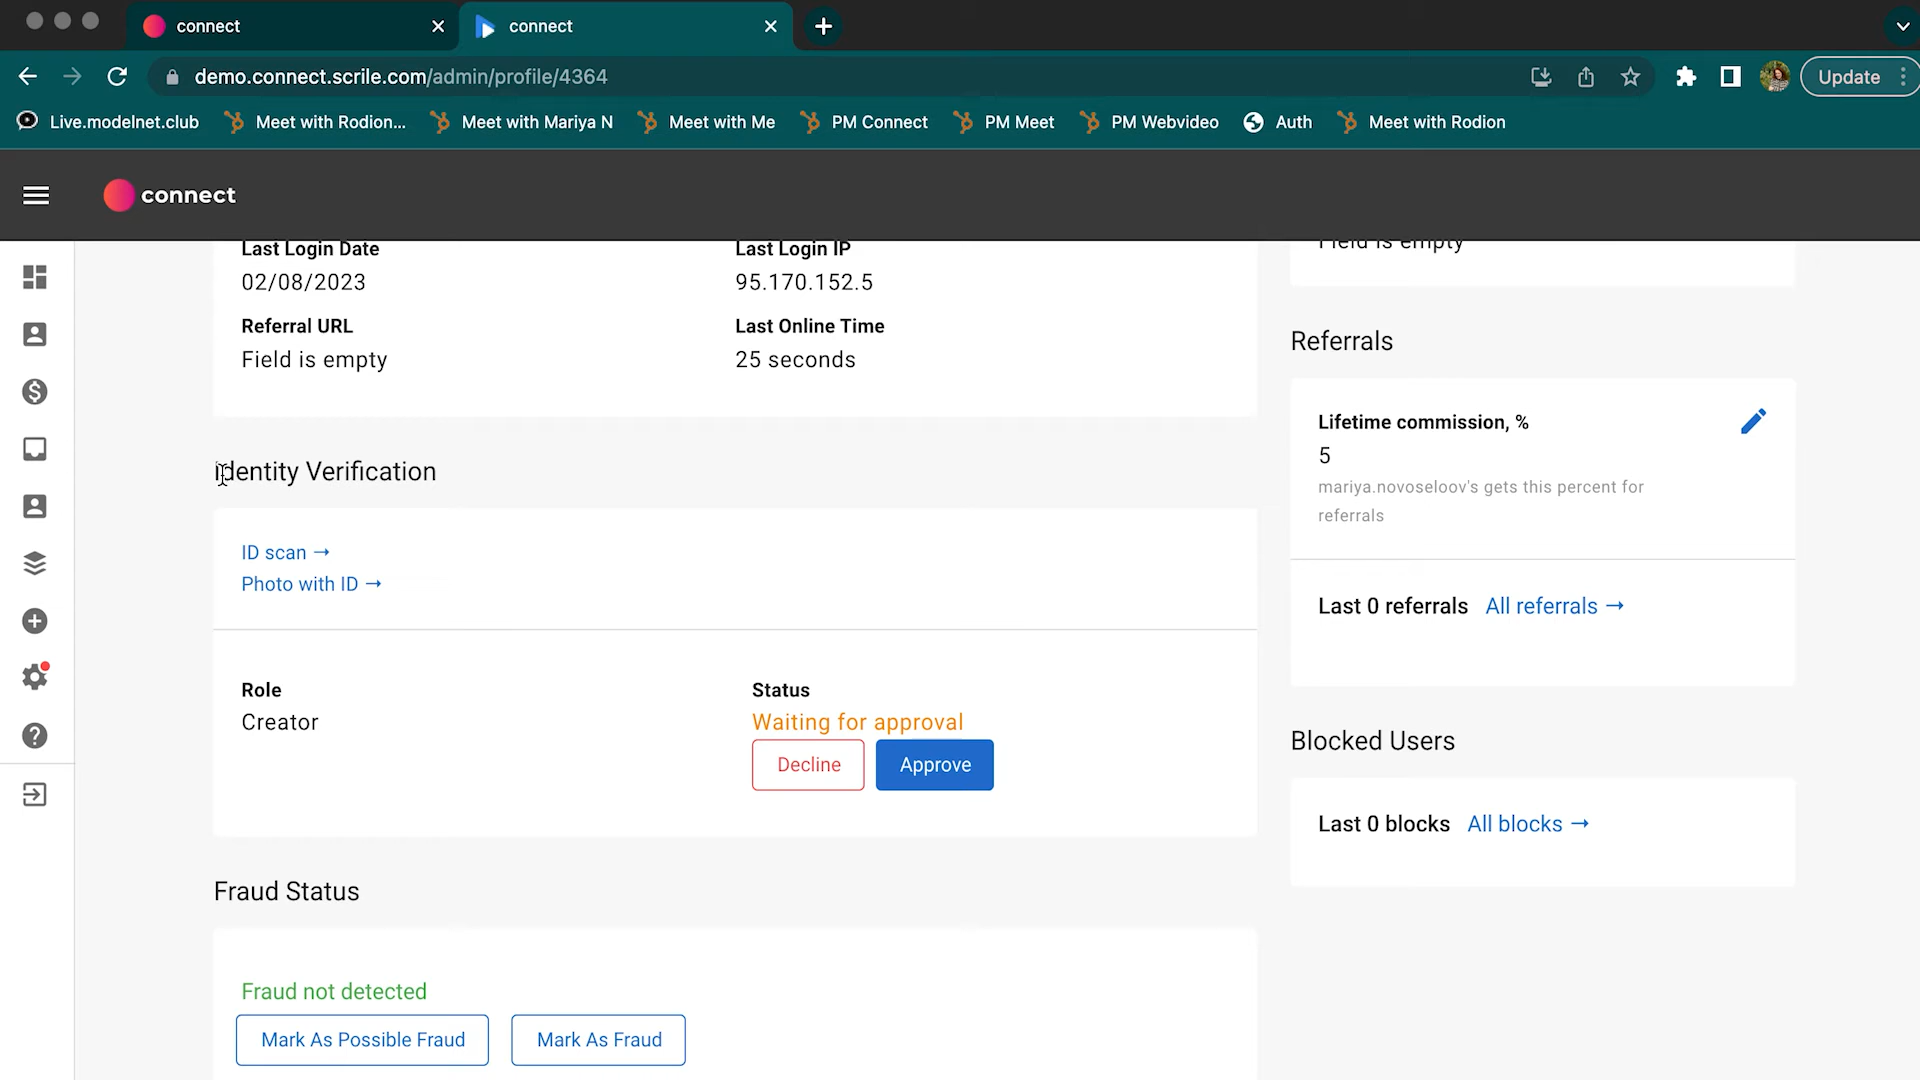 connect
connect
demo.connect.scrile.com/admin/profile/4364
Update
Live.modelnet.club
Meet with Rodion...
Meet with Mariya N
Meet with Me
PM Connect
PM Meet
PM Webvideo
Auth
Meet with Rodion
connect
Last Login Date
02/08/2023
Last Login IP
95.170.152.5
Referral URL
Field is empty
Last Online Time
25 seconds
Identity Verification
ID scan →
Photo with ID →
Role
Creator
Status
Waiting for approval
Decline
Approve
Fraud Status
Fraud not detected
Mark As Possible Fraud
Mark As Fraud
Field is empty
Referrals
Lifetime commission, %
5
mariya.novoseloov's gets this percent for
referrals
Last 0 referrals All referrals →
Blocked Users
Last 0 blocks All blocks →